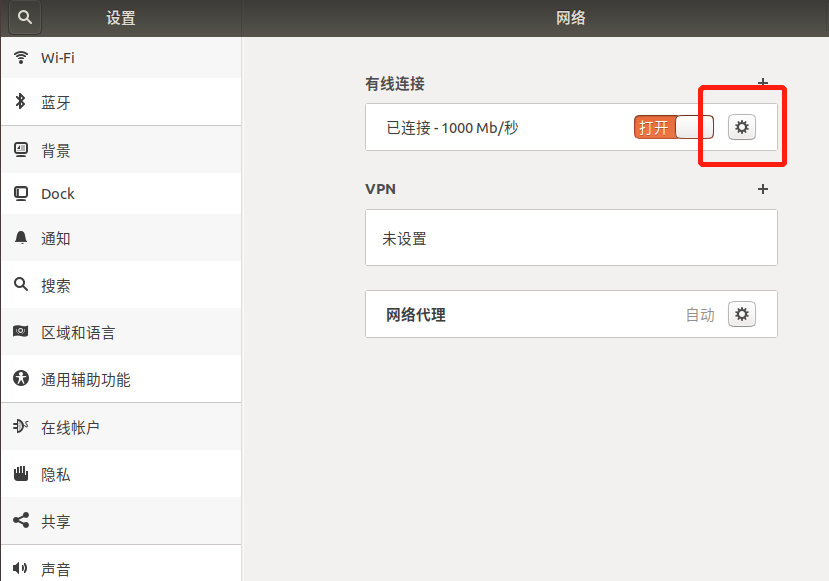 设置
网络
Wi-Fi
蓝牙
背景
Dock
通知
搜索
区域和语言
通用辅助功能
在线帐户
隐私
共享
声音
有线连接
已连接 - 1000 Mb/秒
打开
VPN
未设置
网络代理
自动